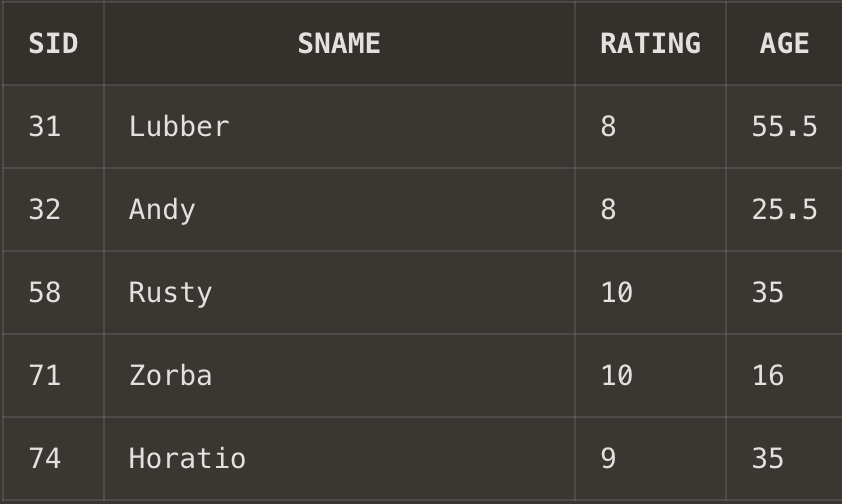 SID SNAME RATING AGE
31 Lubber 8 55.5
32 Andy 8 25.5
58 Rusty 10 35
71 Zorba 10 16
74 Horatio 9 35